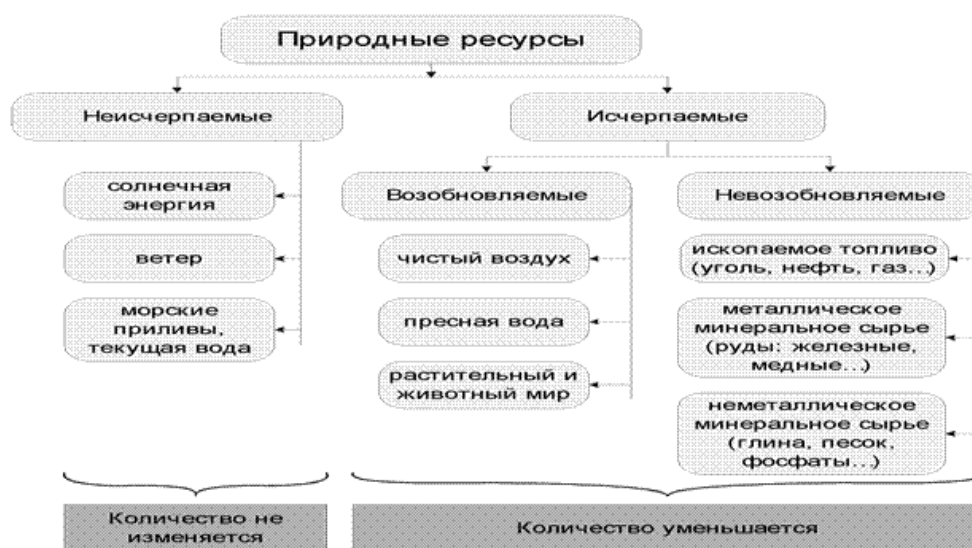 Природные ресурсы
Неисчерпаемые
Исчерпаемые
солнечная
энергия
ветер
морские
приливы,
текущая вода
Возобновляемые
чистый воздух
пресная вода
растительный и
животный мир
Невозобновляемые
ископаемое топливо
(уголь, нефть, газ...)
металлическое
минеральное сырье
(руды: железные,
медные...)
неметаллическое
минеральное сырье
(глина, песок,
фосфаты...)
Количество не
изменяется
Количество уменьшается